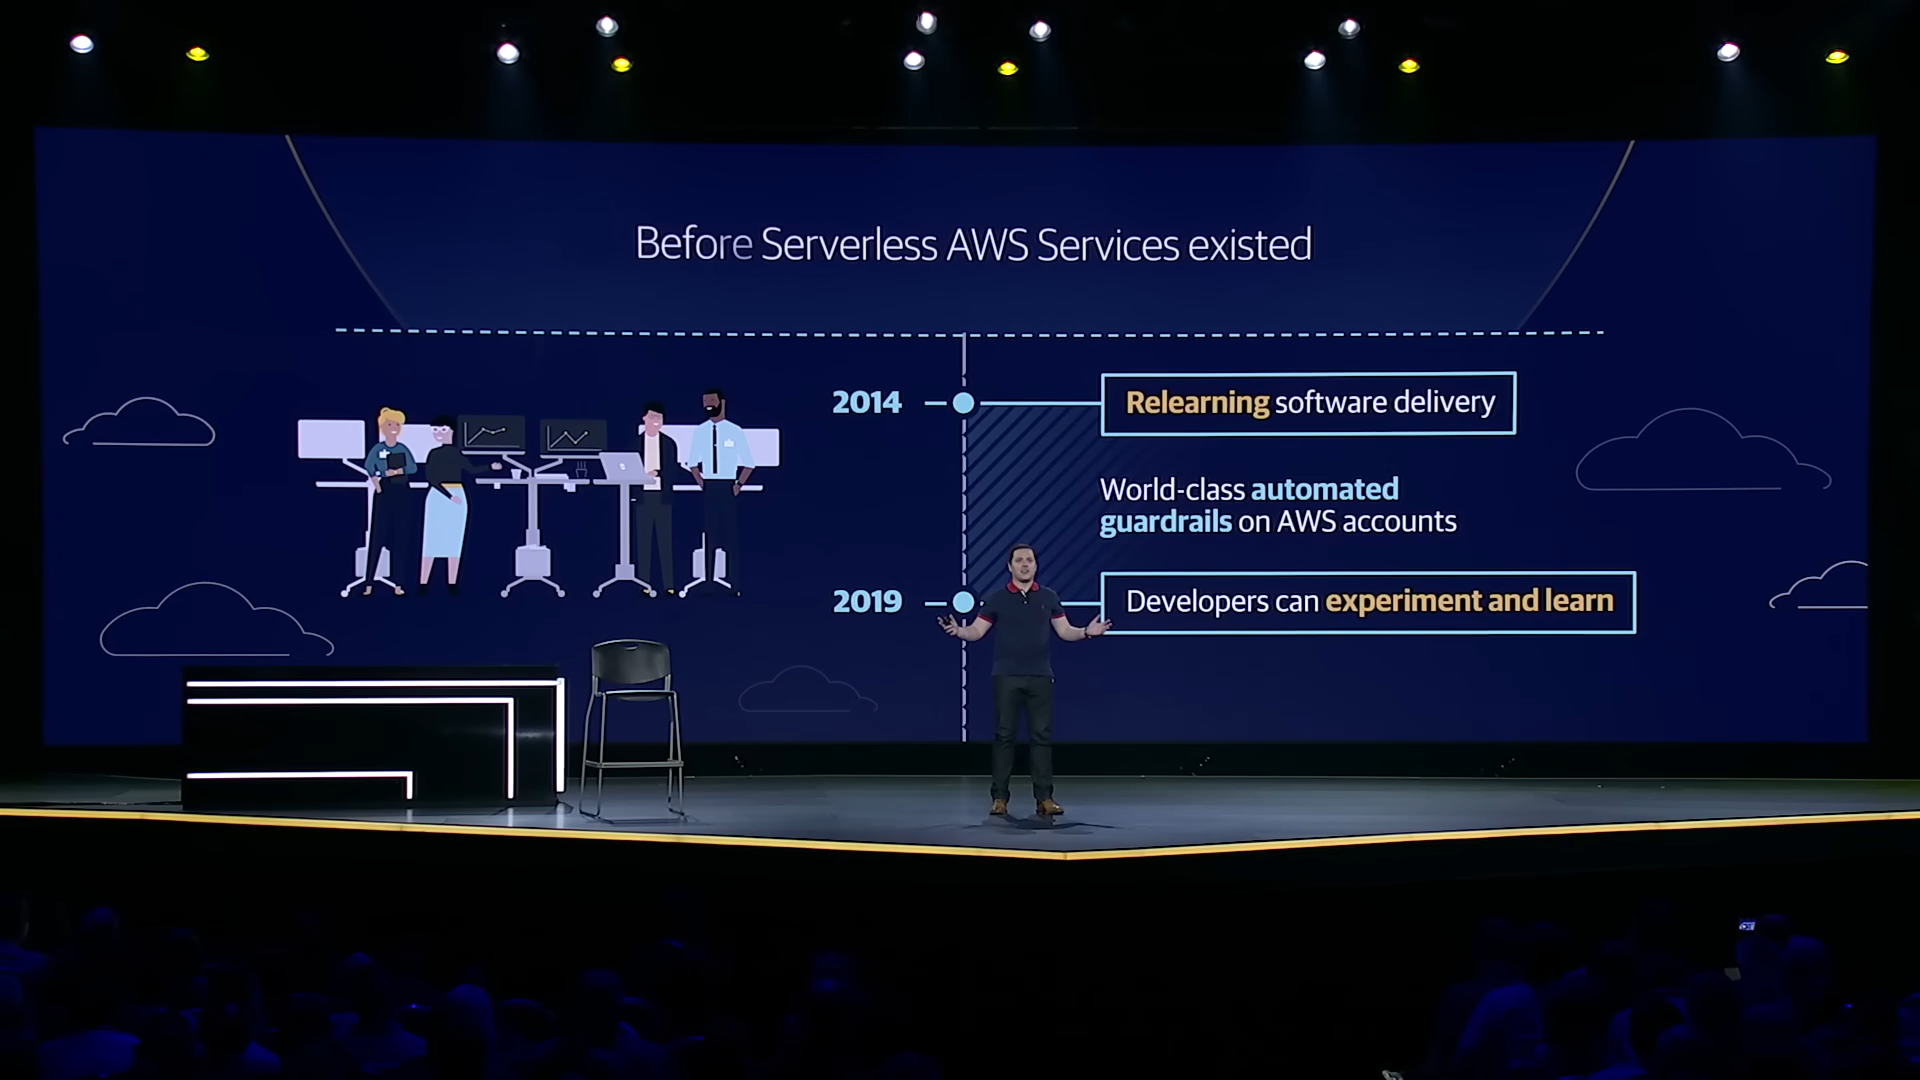 Before Serverless AWS Services existed
2014
Relearning software delivery
World-class automated
guardrails on AWS accounts
2019
Developers can experiment and learn